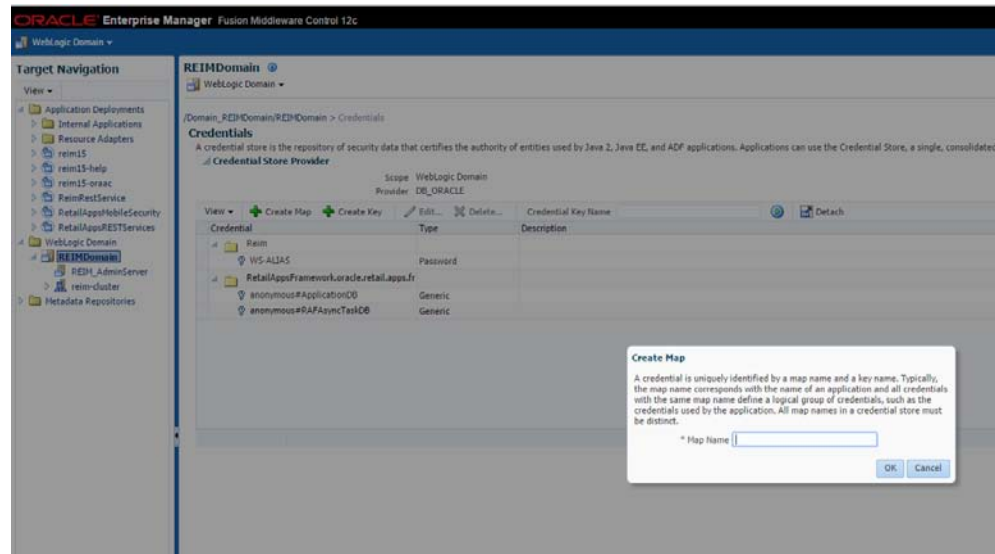 ORACLE Enterprise Manager Fusion Middleware Control 12c
WebLogic Domain
Target Navigation
View
Application Deployments
Internal Applications
Resource Adapters
reim15
reim15-help
reim15-oraac
ReimRestService
RetailAppsMobileSecurity
RetailAppsRESTServices
WebLogic Domain
REIMDomain
REIM_AdminServer
reim-cluster
Metadata Repositories
REIMDomain
WebLogic Domain
/Domain_REIMDomain/REIMDomain > Credentials
Credentials
A credential store is the repository of security data that certifies the authority of entities used by Java 2, Java EE, and ADF applications. Applications can use the Credential Store, a single, consolidated
Credential Store Provider
Scope WebLogic Domain
Provider DB_ORACLE
View Create Map Create Key Edit... Delete... Credential Key Name Detach
Credential Type Description
Reim
WS-ALIAS Password
RetailAppsFramework.oracle.retail.apps.fr
anonymous#ApplicationDB Generic
anonymous#RAFAsyncTaskDB Generic
Create Map
A credential is uniquely identified by a map name and a key name. Typically,
the map name corresponds with the name of an application and all credentials
with the same map name define a logical group of credentials, such as the
credentials used by the application. All map names in a credential store must
be distinct.
* Map Name
OK Cancel